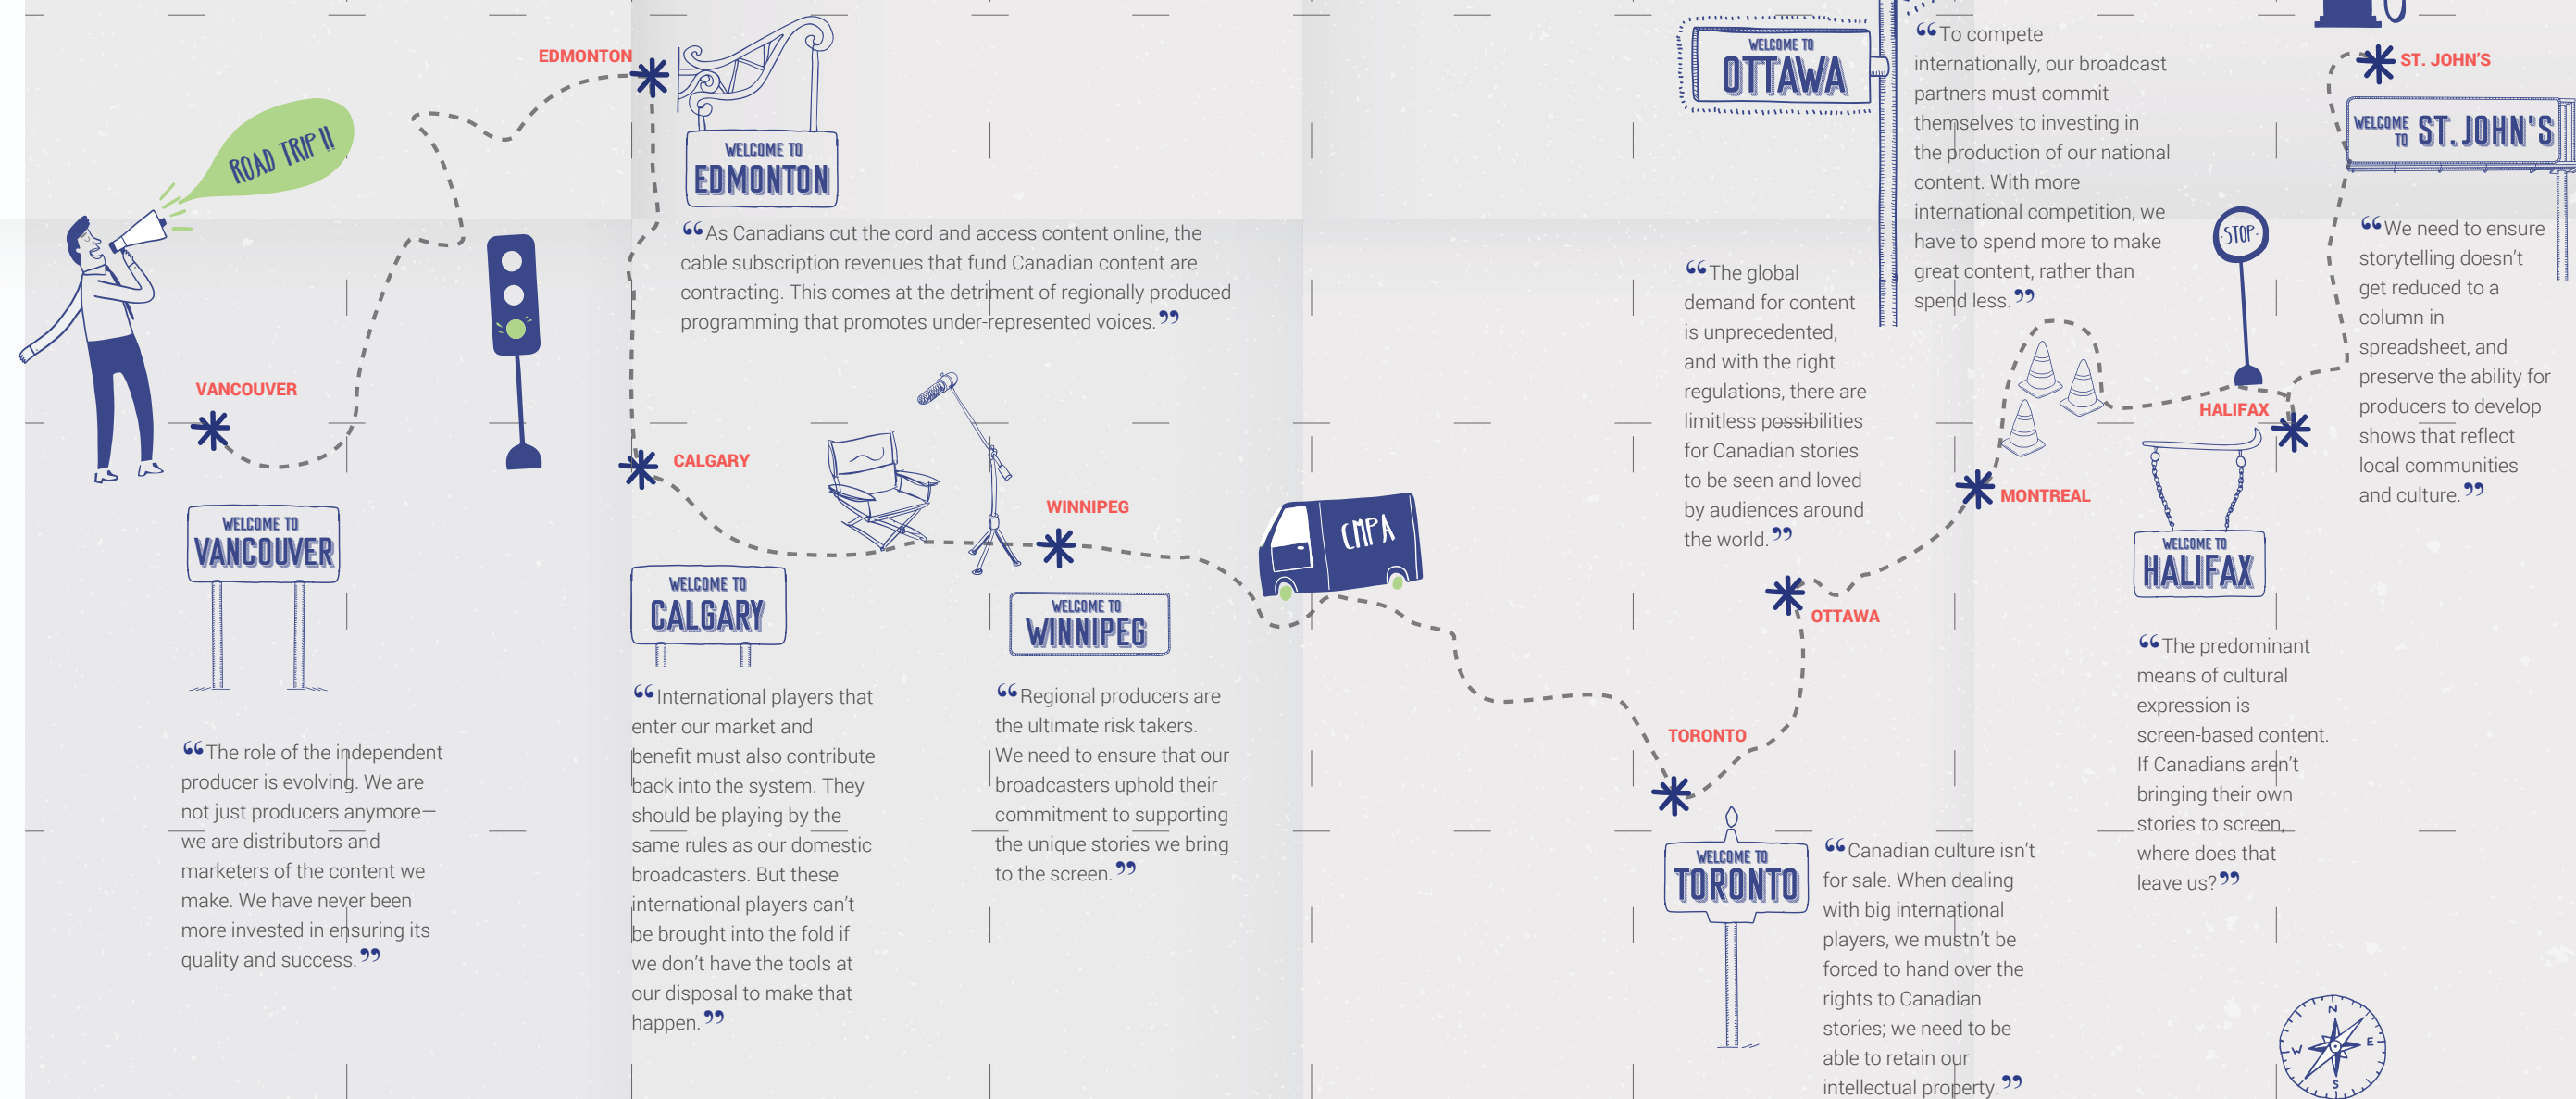 ROAD TRIP!!
VANCOUVER
WELCOME TO
VANCOUVER
“The role of the independent
producer is evolving. We are
not just producers anymore—
we are distributors and
marketers of the content we
make. We have never been
more invested in ensuring its
quality and success.”
EDMONTON
WELCOME TO
EDMONTON
“As Canadians cut the cord and access content online, the
cable subscription revenues that fund Canadian content are
contracting. This comes at the detriment of regionally produced
programming that promotes under-represented voices.”
CALGARY
WELCOME TO
CALGARY
“International players that
enter our market and
benefit must also contribute
back into the system. They
should be playing by the
same rules as our domestic
broadcasters. But these
international players can’t
be brought into the fold if
we don’t have the tools at
our disposal to make that
happen.”
WINNIPEG
WELCOME TO
WINNIPEG
“Regional producers are
the ultimate risk takers.
We need to ensure that our
broadcasters uphold their
commitment to supporting
the unique stories we bring
to the screen.”
CMPA
TORONTO
WELCOME TO
TORONTO
“Canadian culture isn’t
for sale. When dealing
with big international
players, we mustn’t be
forced to hand over the
rights to Canadian
stories; we need to be
able to retain our
intellectual property.”
WELCOME TO
OTTAWA
“The global
demand for content
is unprecedented,
and with the right
regulations, there are
limitless possibilities
for Canadian stories
to be seen and loved
by audiences around
the world.”
OTTAWA
“To compete
internationally, our broadcast
partners must commit
themselves to investing in
the production of our national
content. With more
international competition, we
have to spend more to make
great content, rather than
spend less.”
MONTREAL
STOP
HALIFAX
WELCOME TO
HALIFAX
“The predominant
means of cultural
expression is
screen-based content.
If Canadians aren’t
bringing their own
stories to screen,
where does that
leave us?”
ST. JOHN’S
WELCOME
TO
ST. JOHN'S
“We need to ensure
storytelling doesn’t
get reduced to a
column in
spreadsheet, and
preserve the ability for
producers to develop
shows that reflect
local communities
and culture.”
N
W
E
S